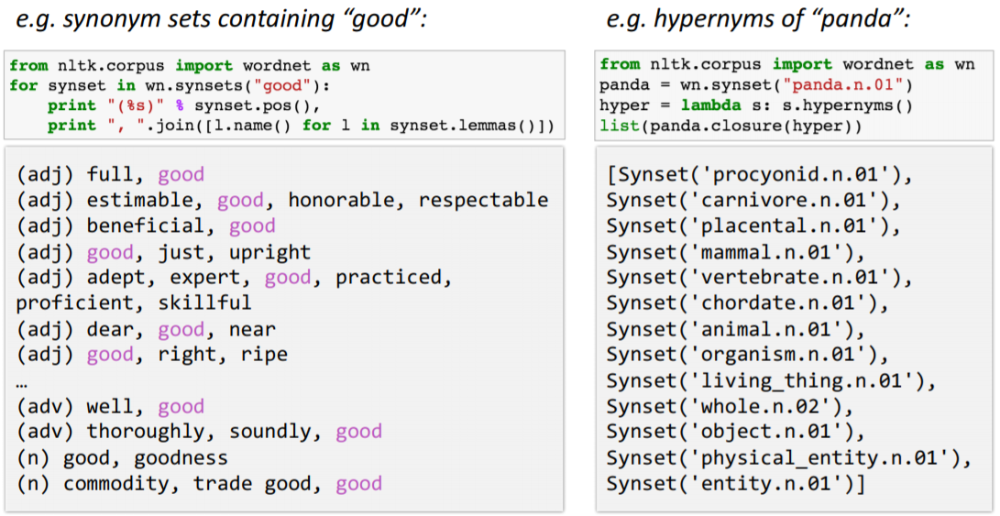 e.g. synonym sets containing “good”:
from nltk.corpus import wordnet as wn
for synset in wn.synsets("good"):
    print "(%s)" % synset.pos(),
    print ", ".join([l.name() for l in synset.lemmas()])
(adj) full, good
(adj) estimable, good, honorable, respectable
(adj) beneficial, good
(adj) good, just, upright
(adj) adept, expert, good, practiced,
proficient, skillful
(adj) dear, good, near
(adj) good, right, ripe
…
(adv) well, good
(adv) thoroughly, soundly, good
(n) good, goodness
(n) commodity, trade good, good
e.g. hypernyms of “panda”:
from nltk.corpus import wordnet as wn
panda = wn.synset("panda.n.01")
hyper = lambda s: s.hypernyms()
list(panda.closure(hyper))
[Synset('procyonid.n.01'),
Synset('carnivore.n.01'),
Synset('placental.n.01'),
Synset('mammal.n.01'),
Synset('vertebrate.n.01'),
Synset('chordate.n.01'),
Synset('animal.n.01'),
Synset('organism.n.01'),
Synset('living_thing.n.01'),
Synset('whole.n.02'),
Synset('object.n.01'),
Synset('physical_entity.n.01'),
Synset('entity.n.01')]